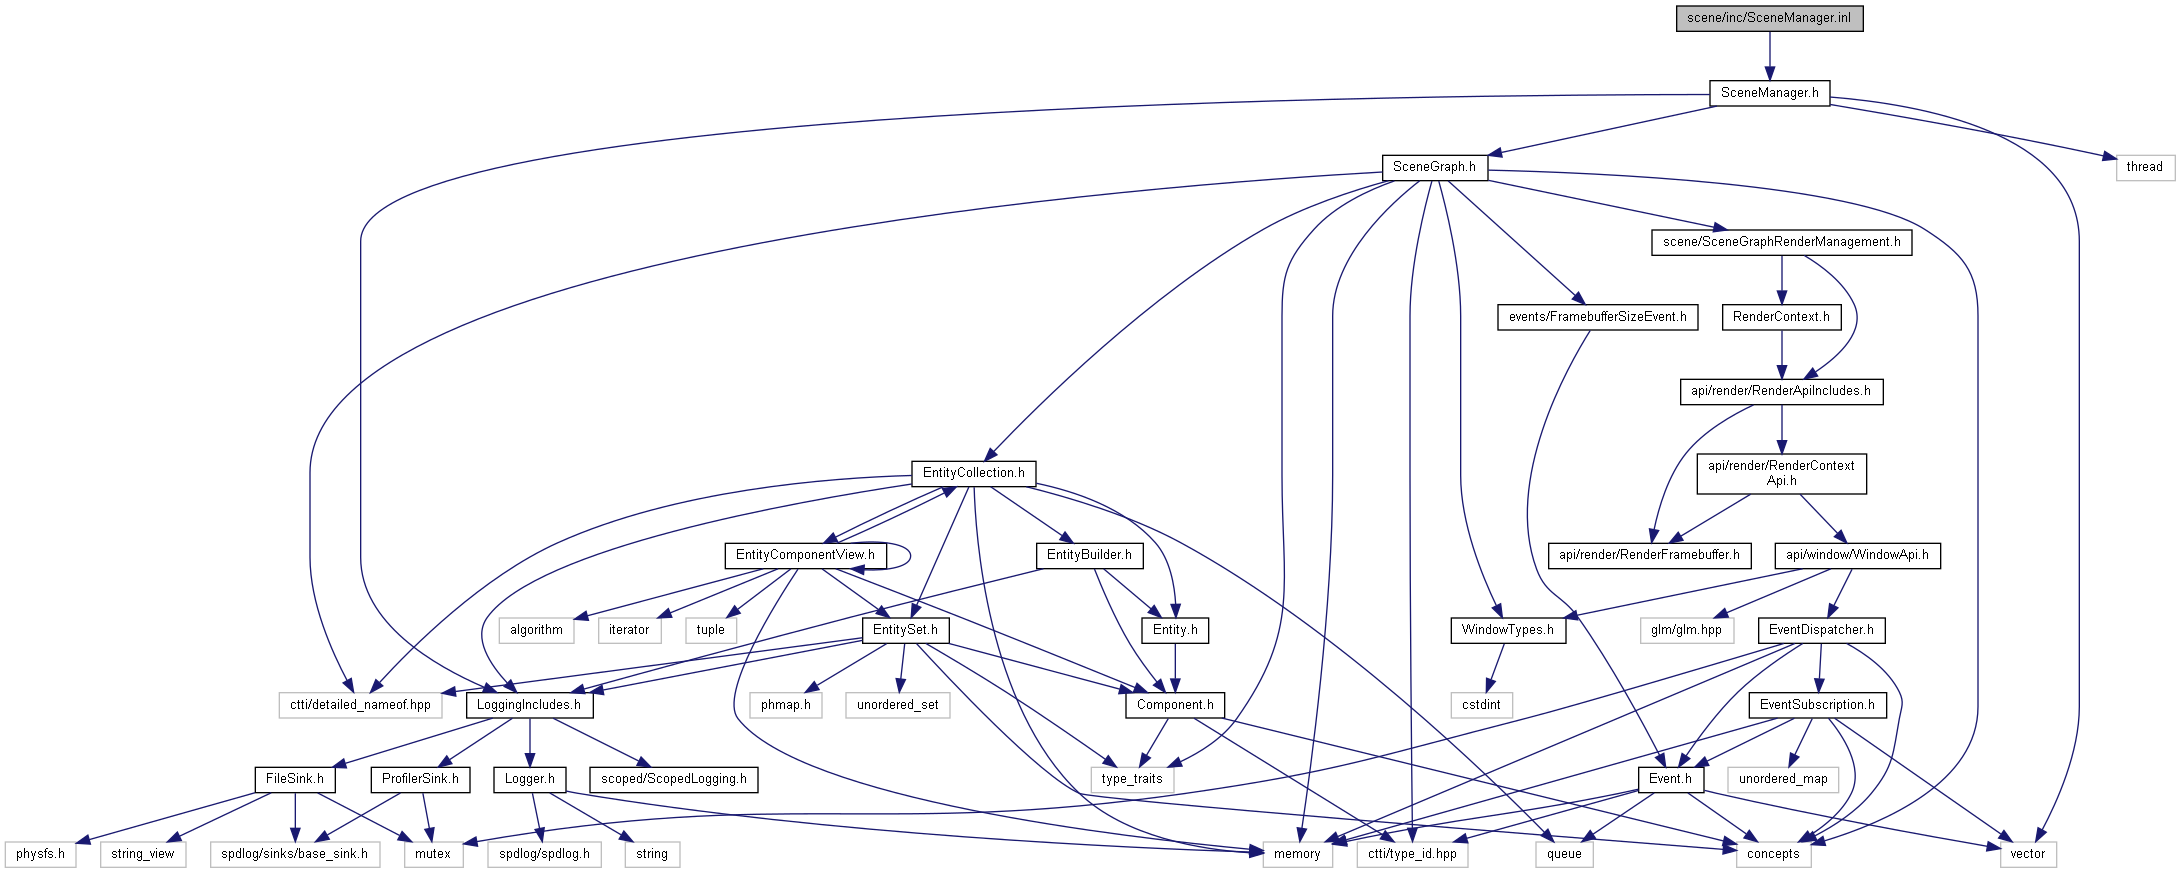 scene/inc/SceneManager.inl
SceneManager.h
SceneGraph.h
thread
scene/SceneGraphRenderManagement.h
events/FramebufferSizeEvent.h
RenderContext.h
api/render/RenderApiIncludes.h
EntityCollection.h
api/render/RenderContext
Api.h
EntityComponentView.h
EntityBuilder.h
api/render/RenderFramebuffer.h
api/window/WindowApi.h
algorithm
iterator
tuple
EntitySet.h
Entity.h
WindowTypes.h
glm/glm.hpp
EventDispatcher.h
ctti/detailed_nameof.hpp
LoggingIncludes.h
phmap.h
unordered_set
Component.h
cstdint
EventSubscription.h
FileSink.h
ProfilerSink.h
Logger.h
scoped/ScopedLogging.h
type_traits
Event.h
unordered_map
physfs.h
string_view
spdlog/sinks/base_sink.h
mutex
spdlog/spdlog.h
string
memory
ctti/type_id.hpp
queue
concepts
vector